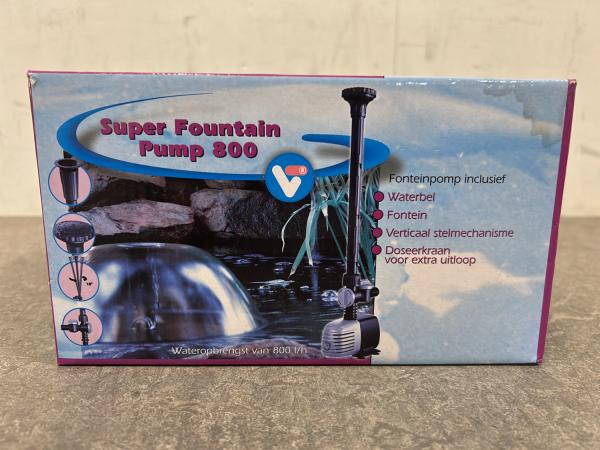 Super Fountain
Pump 800
V®
Fonteinpomp inclusief
Waterbel
Fontein
Verticaal stelmechanisme
Doseerkraan
voor extra uitloop
Wateropbrengst van 800 l/h